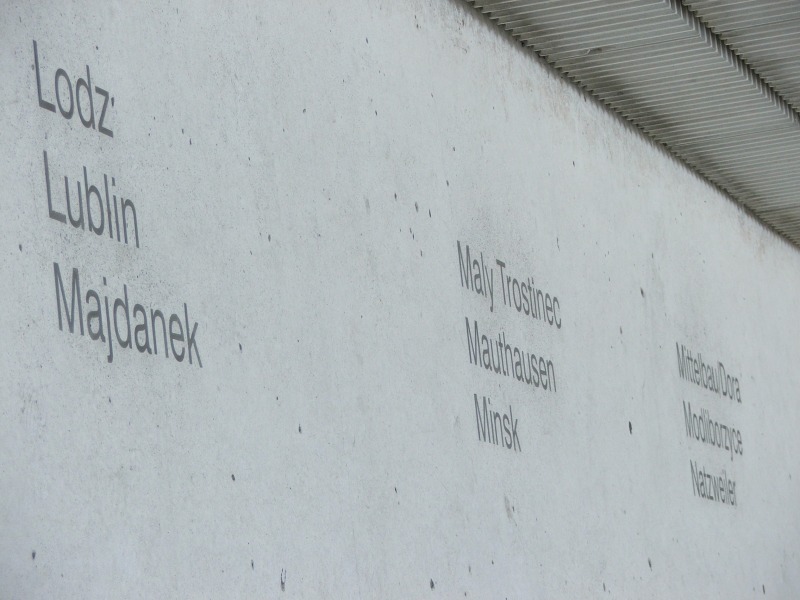 Lodz
Lublin
Majdanek
Maly Trostinec
Mauthausen
Minsk
Mittelbau/Dora
Modliborzyce
Natzweiler